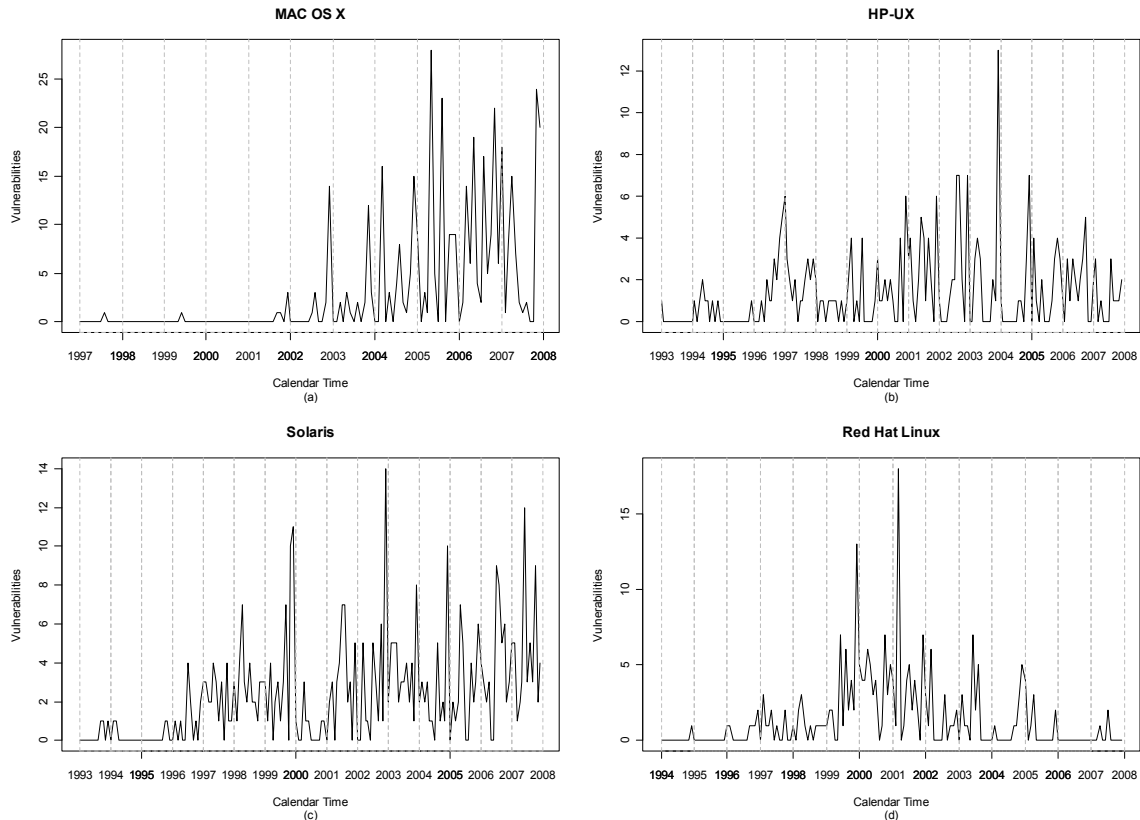 MAC OS X
Vulnerabilities
0 5 10 15 20 25
1997 1998 1999 2000 2001 2002 2003 2004 2005 2006 2007 2008
Calendar Time
(a)
HP-UX
Vulnerabilities
0 2 4 6 8 10 12
1993 1994 1995 1996 1997 1998 1999 2000 2001 2002 2003 2004 2005 2006 2007 2008
Calendar Time
(b)
Solaris
Vulnerabilities
0 2 4 6 8 10 12 14
1993 1994 1995 1996 1997 1998 1999 2000 2001 2002 2003 2004 2005 2006 2007 2008
Calendar Time
(c)
Red Hat Linux
Vulnerabilities
0 5 10 15
1994 1995 1996 1997 1998 1999 2000 2001 2002 2003 2004 2005 2006 2007 2008
Calendar Time
(d)